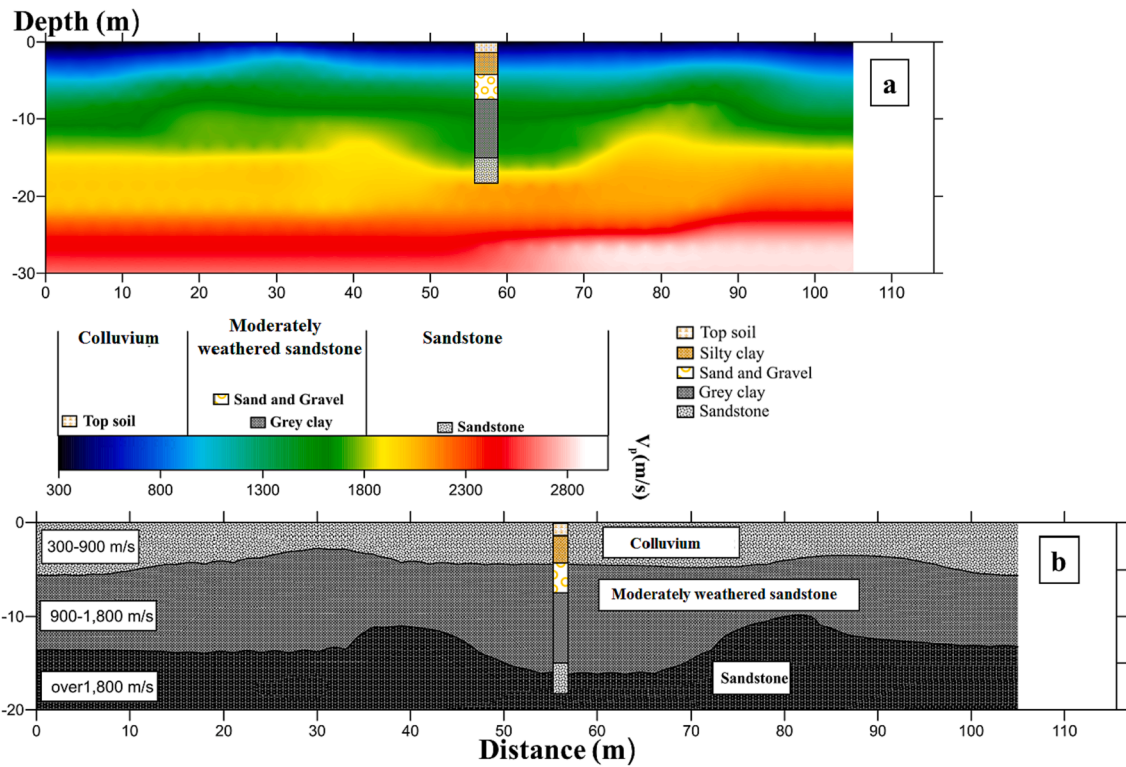 Depth (m)
0
-10
-20
-30
a
0 10 20 30 40 50 60 70 80 90 100 110
Colluvium
Moderately
weathered sandstone
Sandstone
Top soil
Silty clay
Sand and Gravel
Grey clay
Sandstone
Sand and Gravel
Top soil
Grey clay
Sandstone
300 800 1300 1800 2300 2800
Vp(m/s)
0
-10
-20
300-900 m/s
900-1,800 m/s
over1,800 m/s
Colluvium
Moderately weathered sandstone
Sandstone
b
0 10 20 30 40 50 60 70 80 90 100 110
Distance (m)